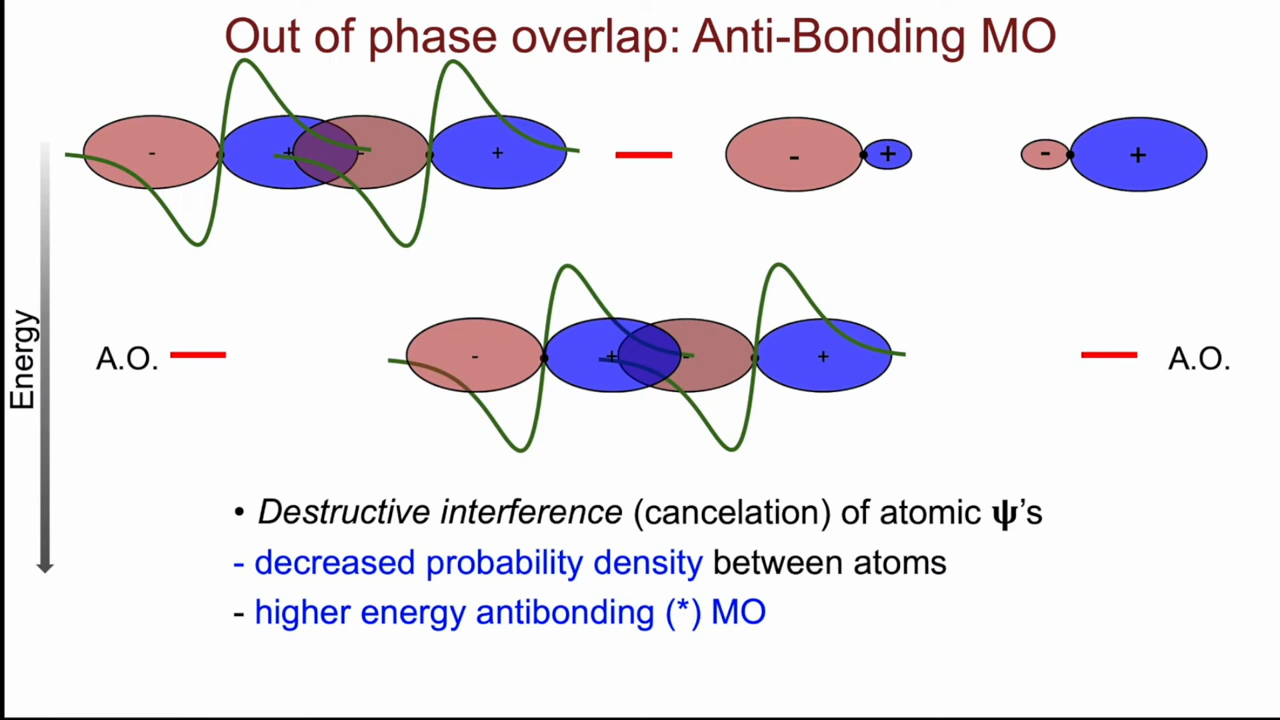 Out of phase overlap: Anti-Bonding MO
- + - +
- + - +
- + - +
Energy
A.O.
A.O.
• Destructive interference (cancelation) of atomic ψ's
- decreased probability density between atoms
- higher energy antibonding (*) MO